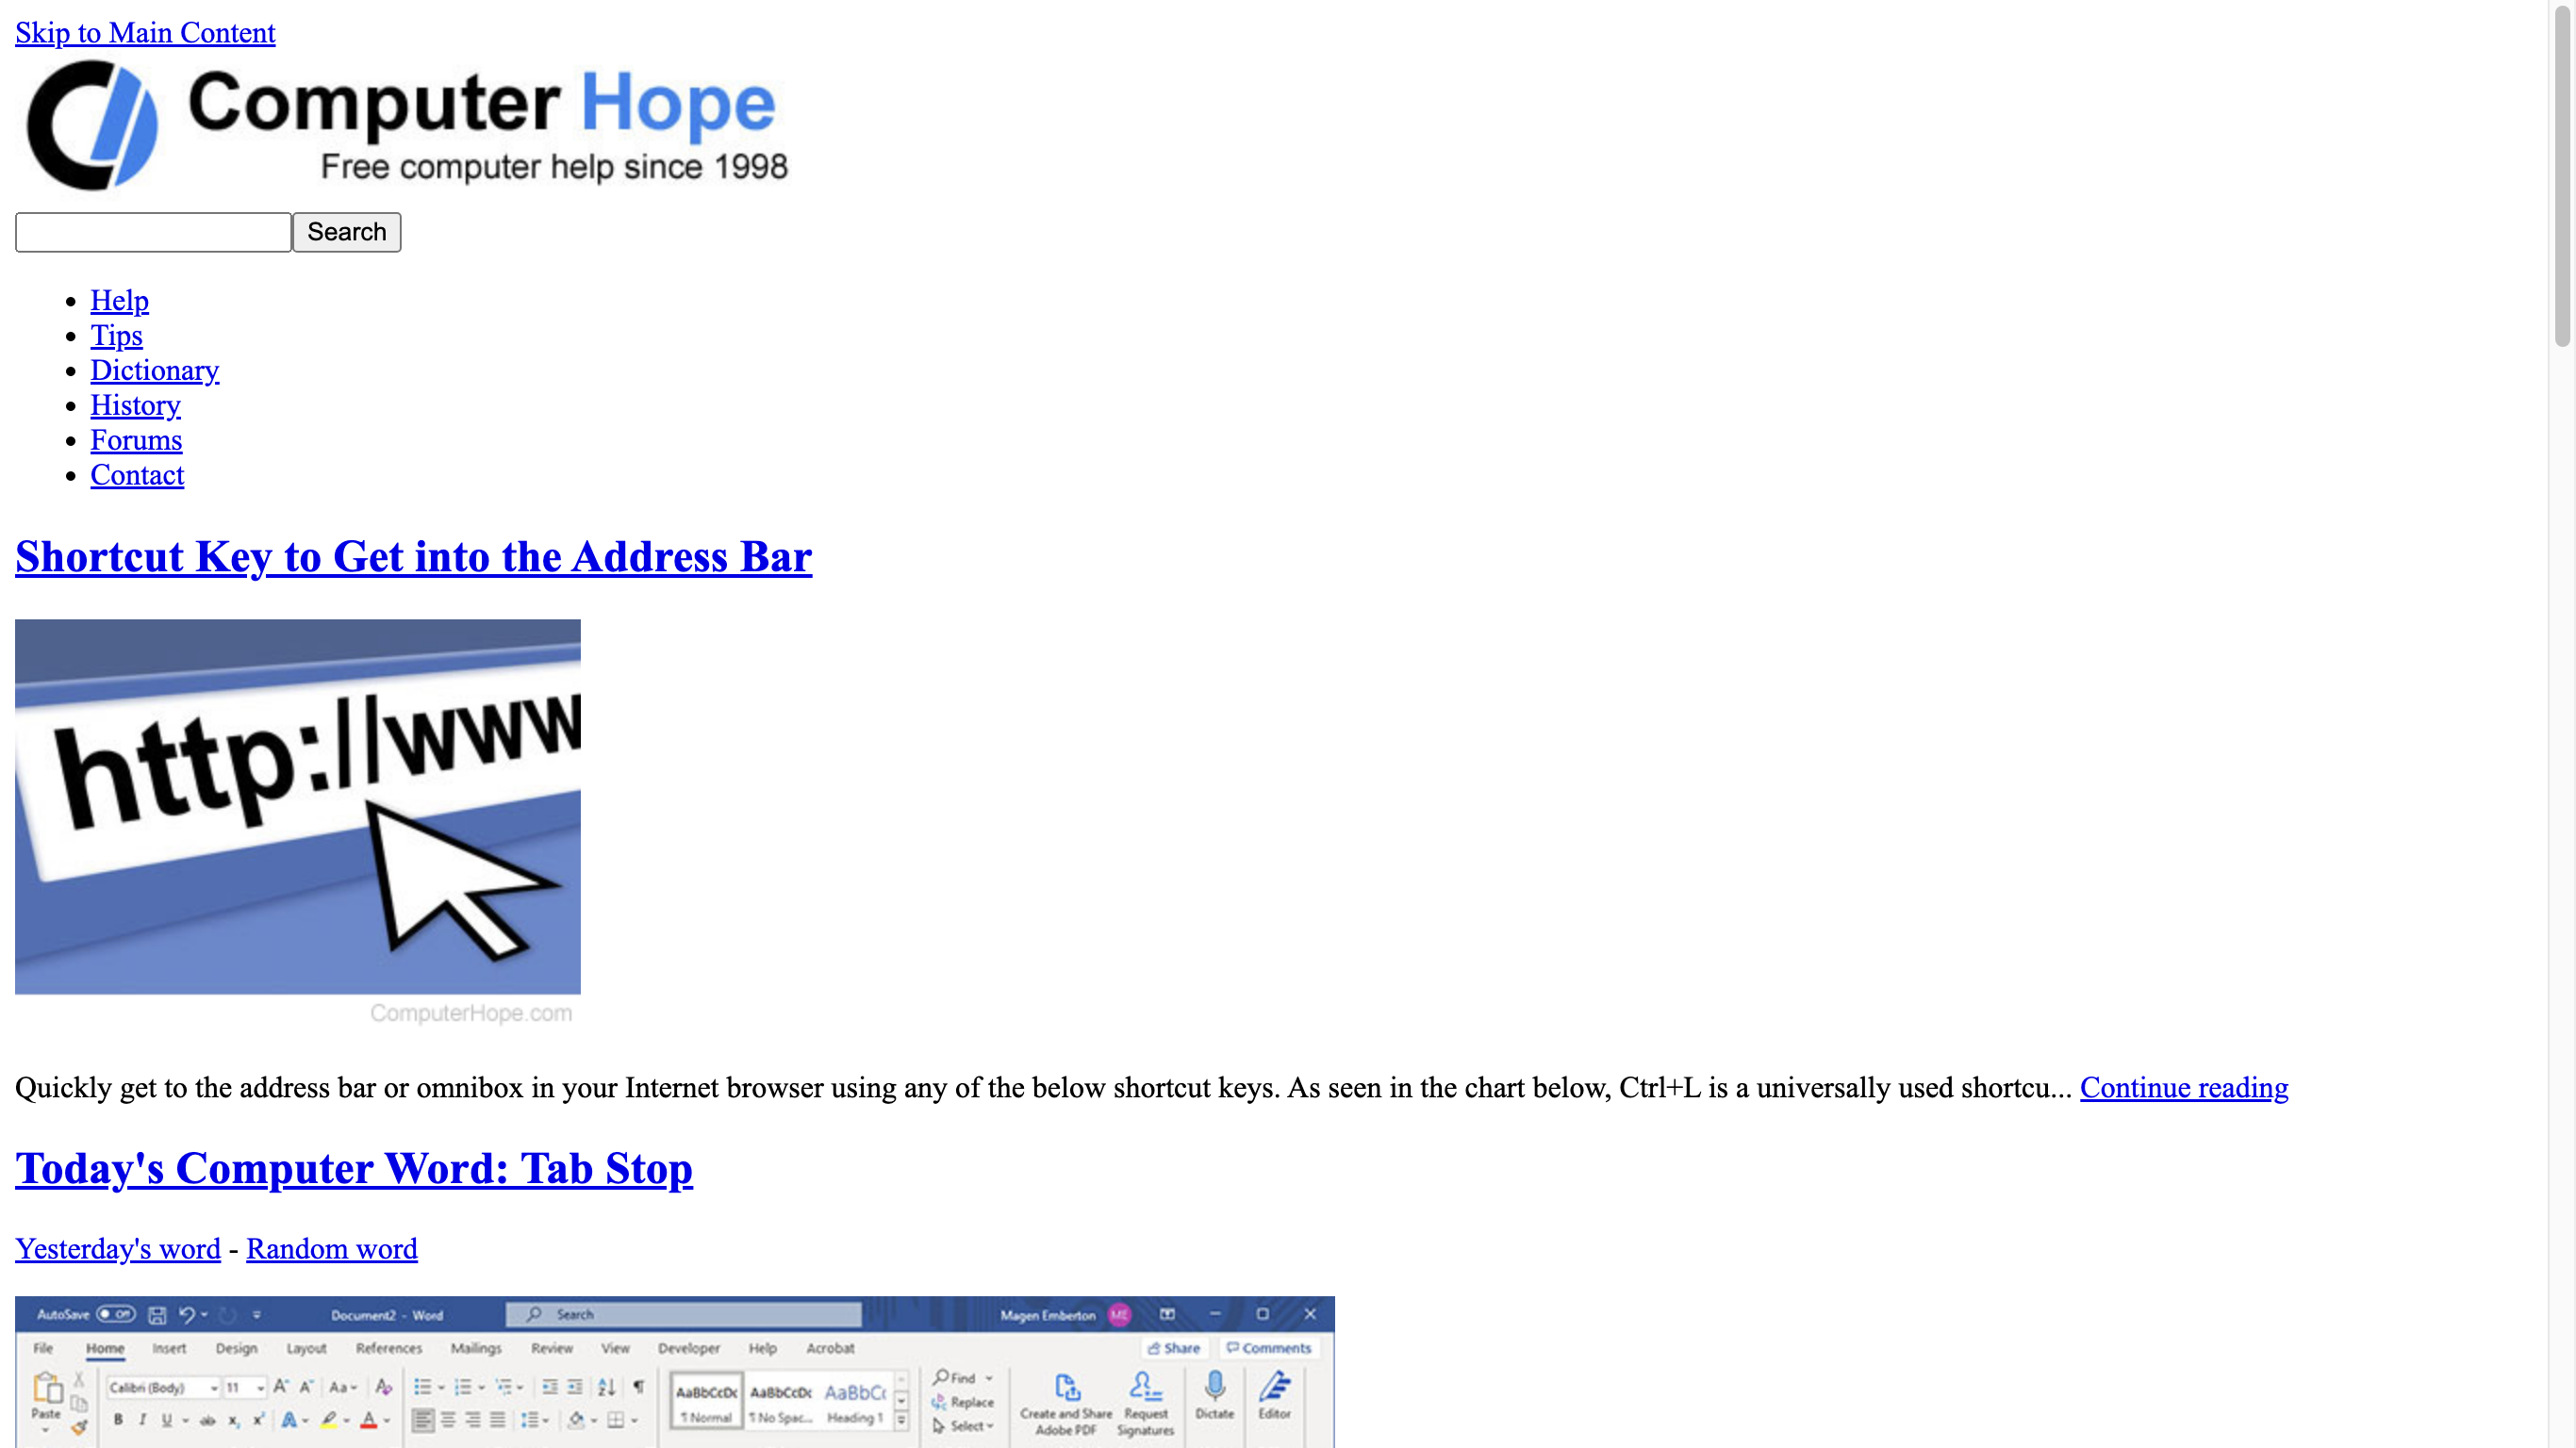 Skip to Main Content
Computer Hope
Free computer help since 1998
Search
Help
Tips
Dictionary
History
Forums
Contact
Shortcut Key to Get into the Address Bar
http://www
ComputerHope.com
Quickly get to the address bar or omnibox in your Internet browser using any of the below shortcut keys. As seen in the chart below, Ctrl+L is a universally used shortcu... Continue reading
Today's Computer Word: Tab Stop
Yesterday's word - Random word
AutoSave Off Document2 - Word Search Magen Emberton ME
File Home Insert Design Layout References Mailings Review View Developer Help Acrobat Share Comments
Calibri (Body) 11 A A Aa A AaBbCcDc AaBbCcDc AaBbCc Find
Paste B I U ab x, x² A A ¶ Normal ¶ No Spac... Heading 1 Replace
Select
Create and Share Adobe PDF
Request Signatures
Dictate
Editor